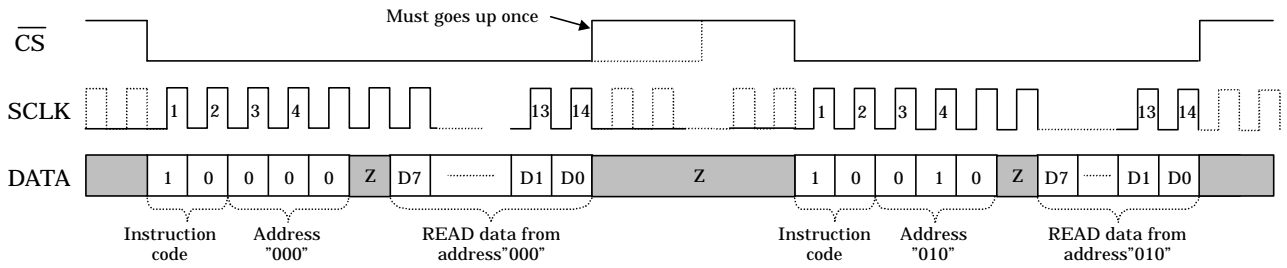 Must goes up once
CS
SCLK 1 2 3 4 13 14 1 2 3 4 13 14
DATA 1 0 0 0 0 Z D7 D1 D0 Z 1 0 0 1 0 Z D7 D1 D0
Instruction code
Address "000"
READ data from address"000"
Instruction code
Address "010"
READ data from address"010"